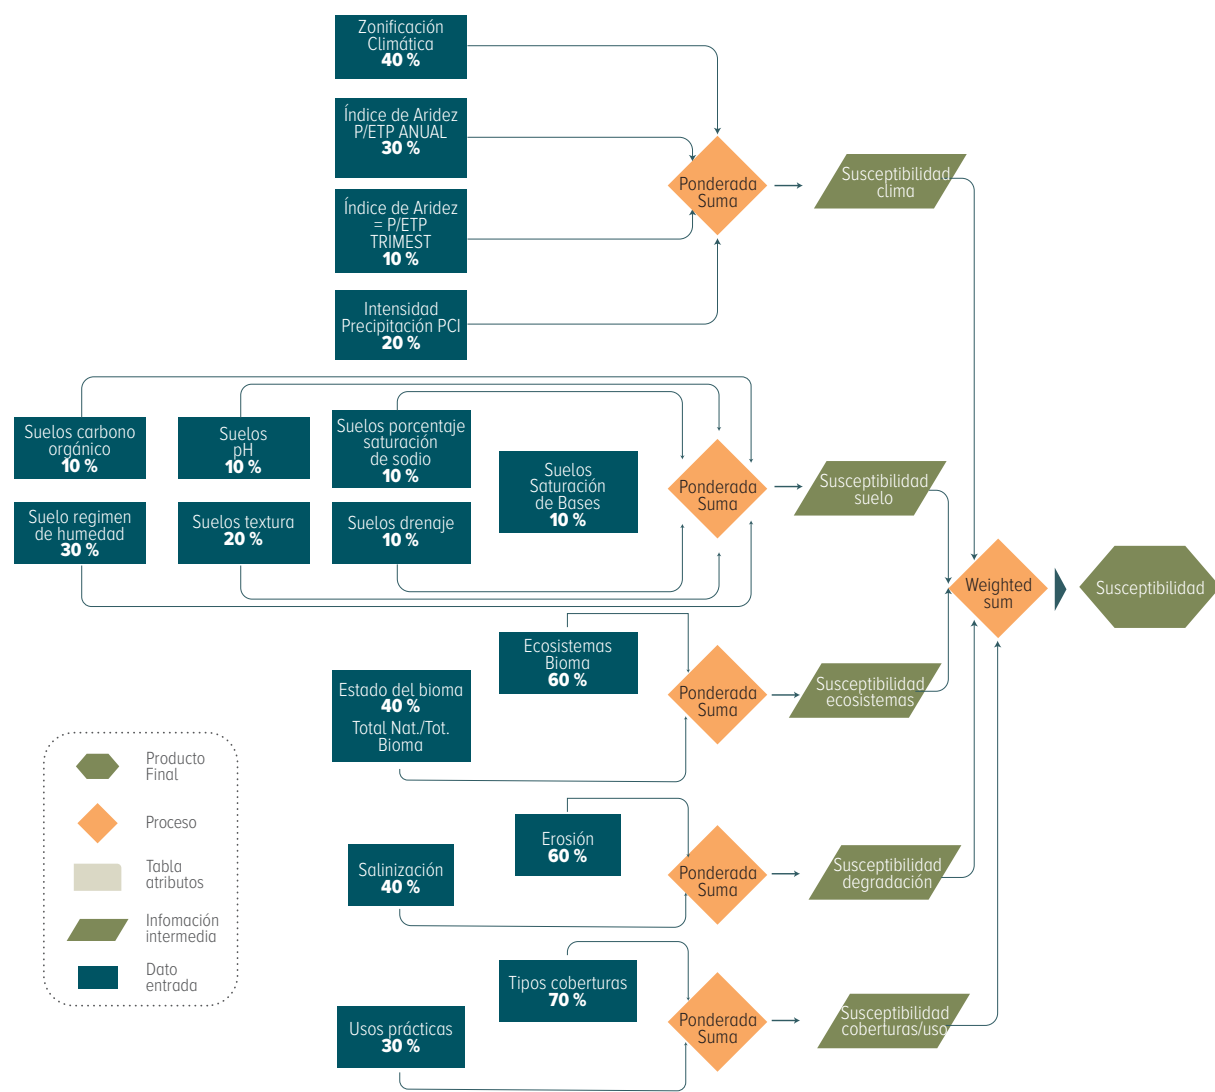 Zonificación
Climática
40 %
Índice de Aridez
P/ETP ANUAL
30 %
Índice de Aridez
= P/ETP
TRIMEST
10 %
Intensidad
Precipitación PCI
20 %
Ponderada
Suma
Susceptibilidad
clima
Suelos carbono
orgánico
10 %
Suelos
pH
10 %
Suelos porcentaje
saturación
de sodio
10 %
Suelos
Saturación
de Bases
10 %
Suelo regimen
de humedad
30 %
Suelos textura
20 %
Suelos drenaje
10 %
Ponderada
Suma
Susceptibilidad
suelo
Weighted
sum
Susceptibilidad
Ecosistemas
Bioma
60 %
Estado del bioma
40 %
Total Nat./Tot.
Bioma
Ponderada
Suma
Susceptibilidad
ecosistemas
Erosión
60 %
Salinización
40 %
Ponderada
Suma
Susceptibilidad
degradación
Tipos coberturas
70 %
Usos prácticas
30 %
Ponderada
Suma
Susceptibilidad
coberturas/uso
Producto
Final
Proceso
Tabla
atributos
Infomación
intermedia
Dato
entrada